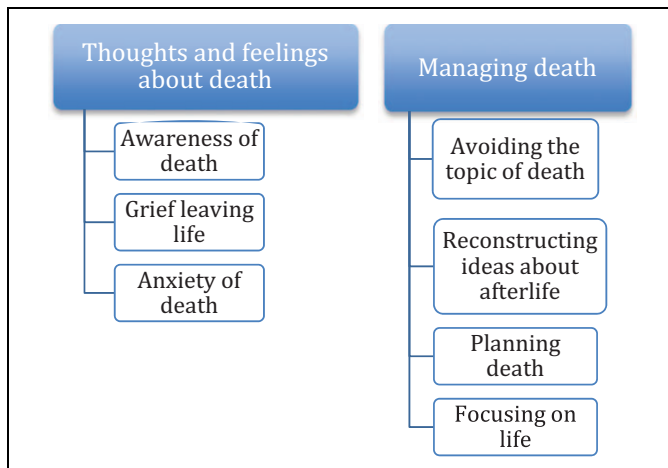 Thoughts and feelings
about death
Awareness of
death
Grief leaving
life
Anxiety of
death
Managing death
Avoiding the
topic of death
Reconstructing
ideas about
afterlife
Planning
death
Focusing on
life